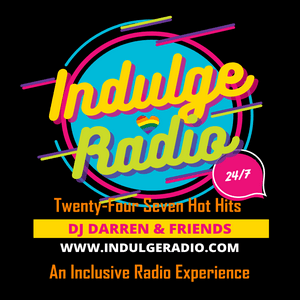 Indulge
Radio
24/7
Twenty-Four Seven Hot Hits
DJ DARREN & FRIENDS
WWW.INDULGERADIO.COM
An Inclusive Radio Experience